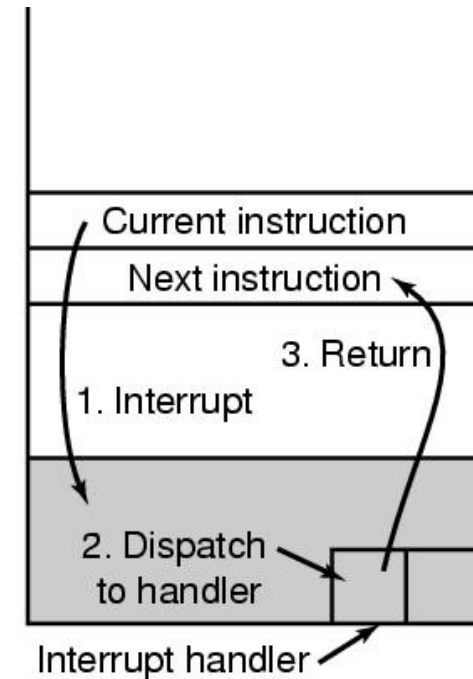 Current instruction
Next instruction
3. Return
1. Interrupt
2. Dispatch
to handler
Interrupt handler